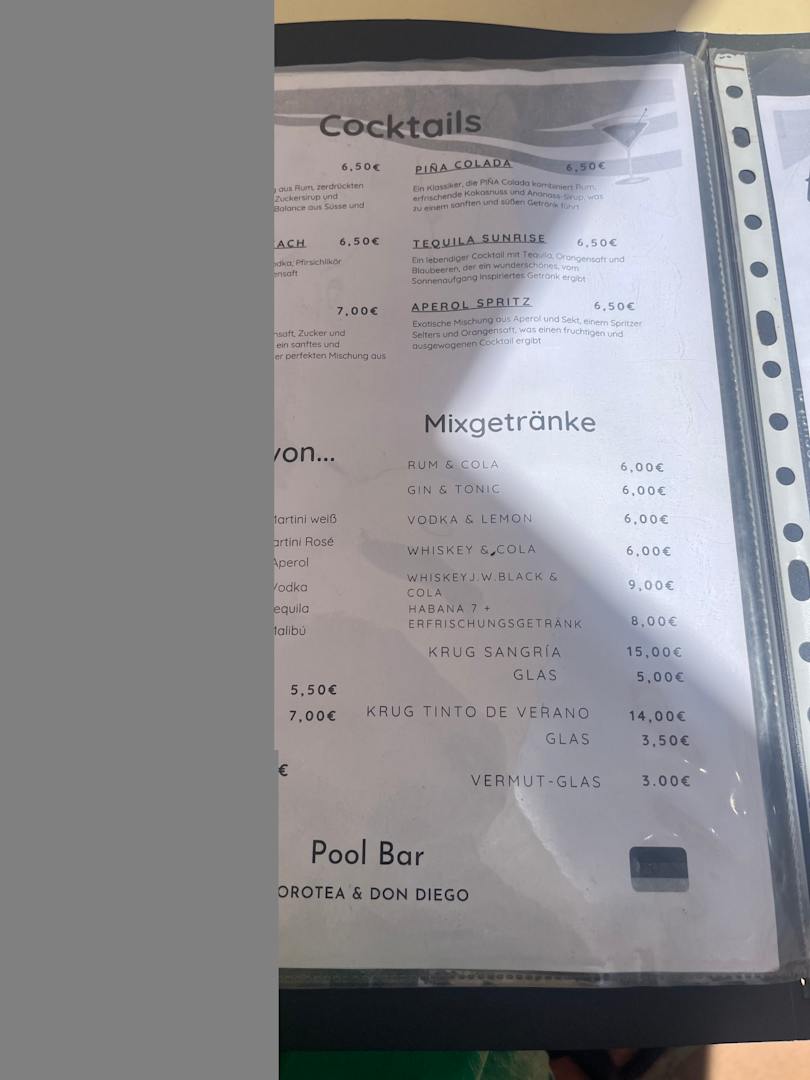 Cocktails
6,50€
aus Rum, zerdrückten
Zuckersirup und
Balance aus Süsse und
ACH 6,50€
Pfirsichlikör
7,00€
Zucker und
ein sanftes und
er perfekten Mischung aus
PIÑA COLADA 6,50€
Ein Klassiker, die PIÑA Colada kombiniert Rum,
erfrischende Kokosnuss und Ananas-Sirup, was
zu einem sanften und süßen Getränk führt
TEQUILA SUNRISE 6,50€
Ein lebendiger Cocktail mit Tequila, Orangensaft und
Blaubeeren, der ein wunderschönes, vom
Sonnenaufgang inspiriertes Getränk ergibt
APEROL SPRITZ 6,50€
Exotische Mischung aus Aperol und Sekt, einem Spritzer
Selters und Orangensaft, was einen fruchtigen und
ausgewogenen Cocktail ergibt
von...
Martini weiß
artini Rosé
Aperol
Vodka
equila
Malibú
5,50€
7,00€
€
Mixgetränke
RUM & COLA 6,00€
GIN & TONIC 6,00€
VODKA & LEMON 6,00€
WHISKEY & COLA 6,00€
WHISKEYJ.W.BLACK &
COLA 9,00€
HABANA 7 +
ERFRISCHUNGSGETRÄNK 8,00€
KRUG SANGRÍA 15,00€
GLAS 5,00€
KRUG TINTO DE VERANO 14,00€
GLAS 3,50€
VERMUT-GLAS 3.00€
Pool Bar
OROTEA & DON DIEGO